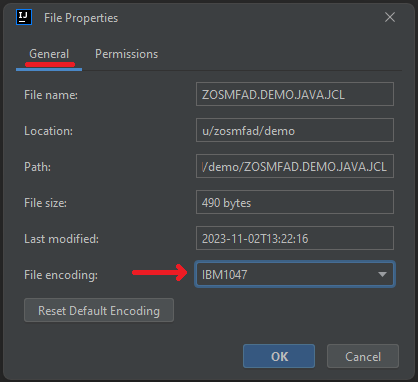 IJ File Properties
General Permissions
File name: ZOSMFAD.DEMO.JAVA.JCL
Location: u/zosmfad/demo
Path: /demo/ZOSMFAD.DEMO.JAVA.JCL
File size: 490 bytes
Last modified: 2023-11-02T13:22:16
File encoding: IBM1047
Reset Default Encoding
OK Cancel